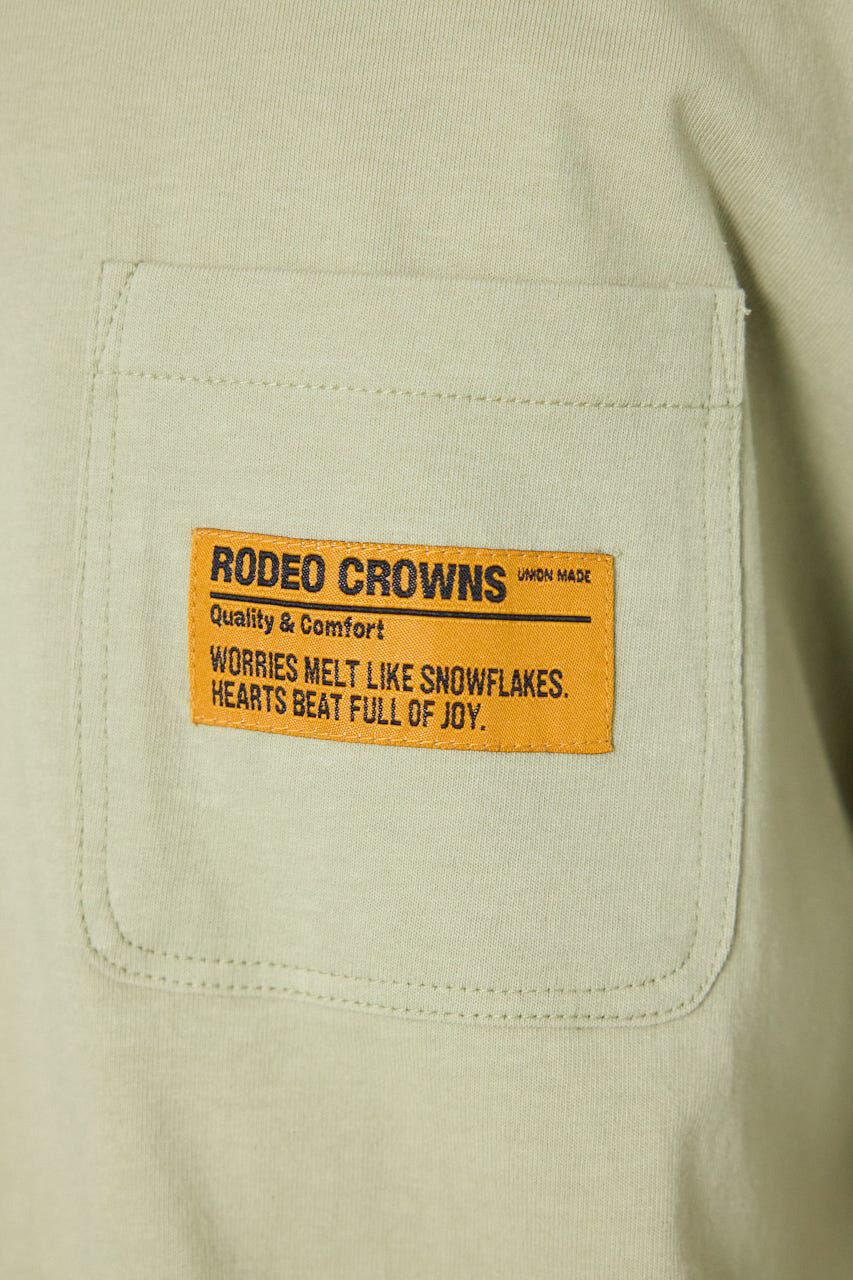 RODEO CROWNS UNION MADE
Quality & Comfort
WORRIES MELT LIKE SNOWFLAKES.
HEARTS BEAT FULL OF JOY.